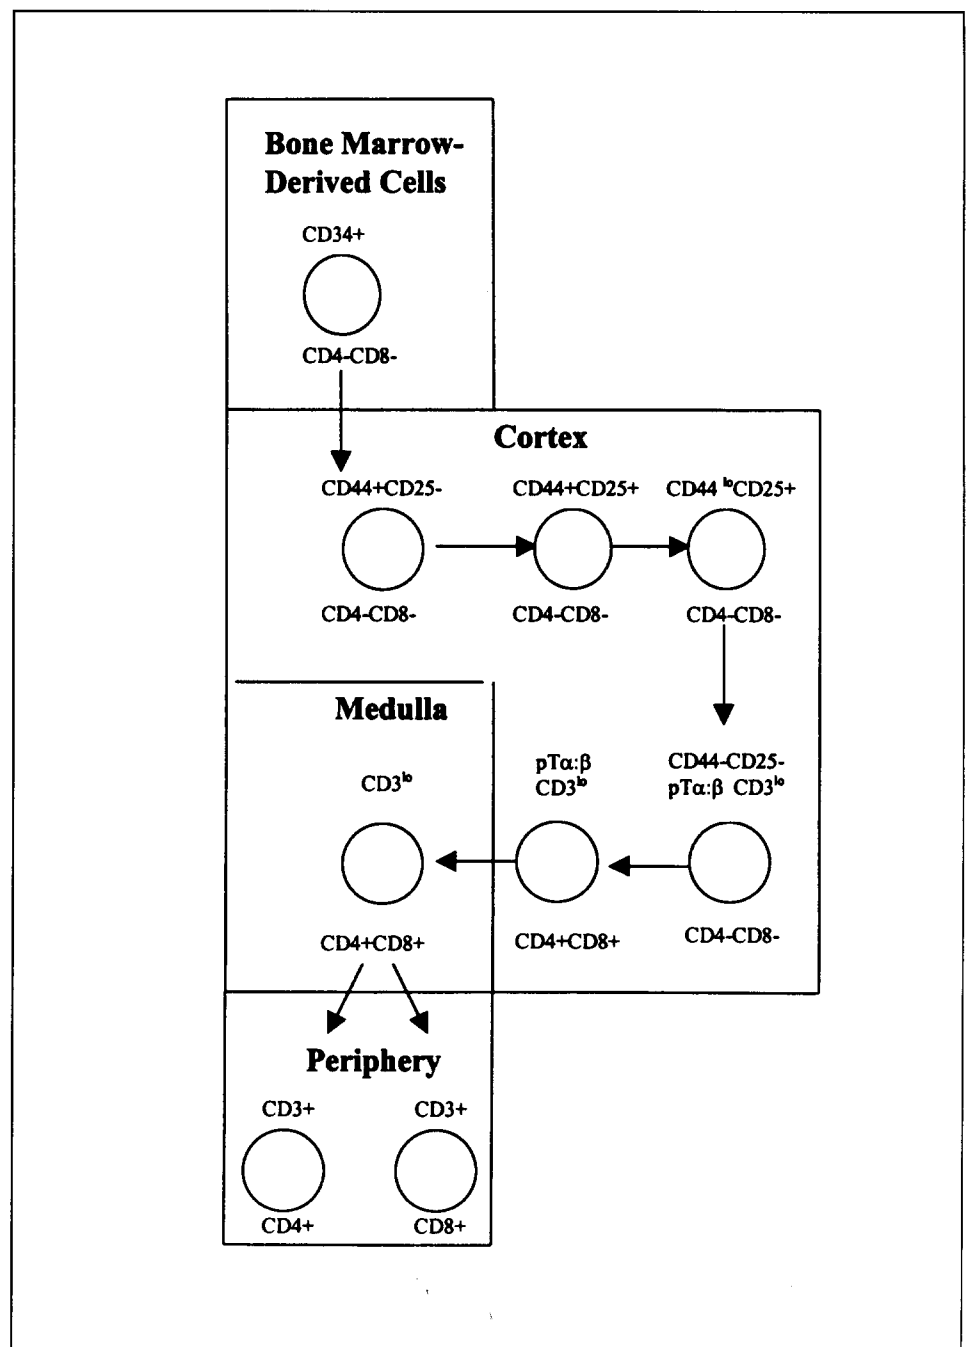 Bone Marrow-
Derived Cells
CD34+
CD4-CD8-
Cortex
CD44+CD25- CD44+CD25+ CD44 loCD25+
CD4-CD8- CD4-CD8- CD4-CD8-
Medulla
CD3lo
pTα:β
CD3lo
CD44-CD25-
pTα:β CD3lo
CD4+CD8+ CD4+CD8+ CD4-CD8-
Periphery
CD3+ CD3+
CD4+ CD8+